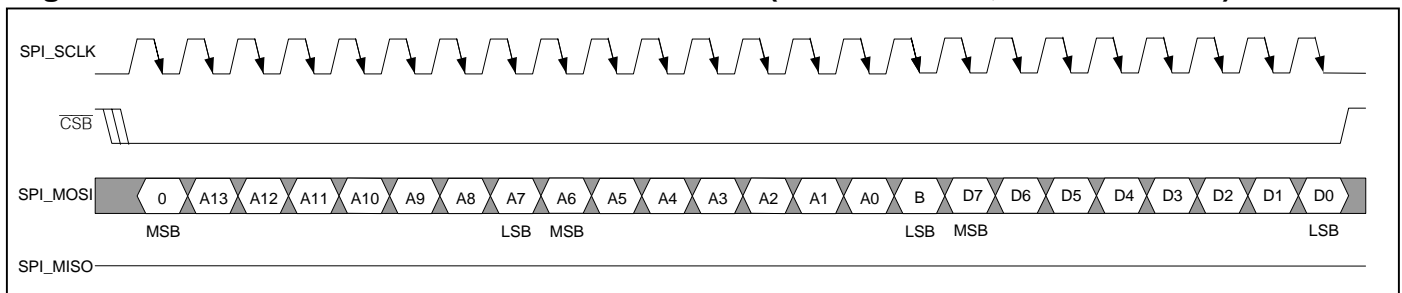 SPI_SCLK
CSB
SPI_MOSI 0 A13 A12 A11 A10 A9 A8 A7 A6 A5 A4 A3 A2 A1 A0 B D7 D6 D5 D4 D3 D2 D1 D0
MSB LSB MSB LSB MSB LSB
SPI_MISO